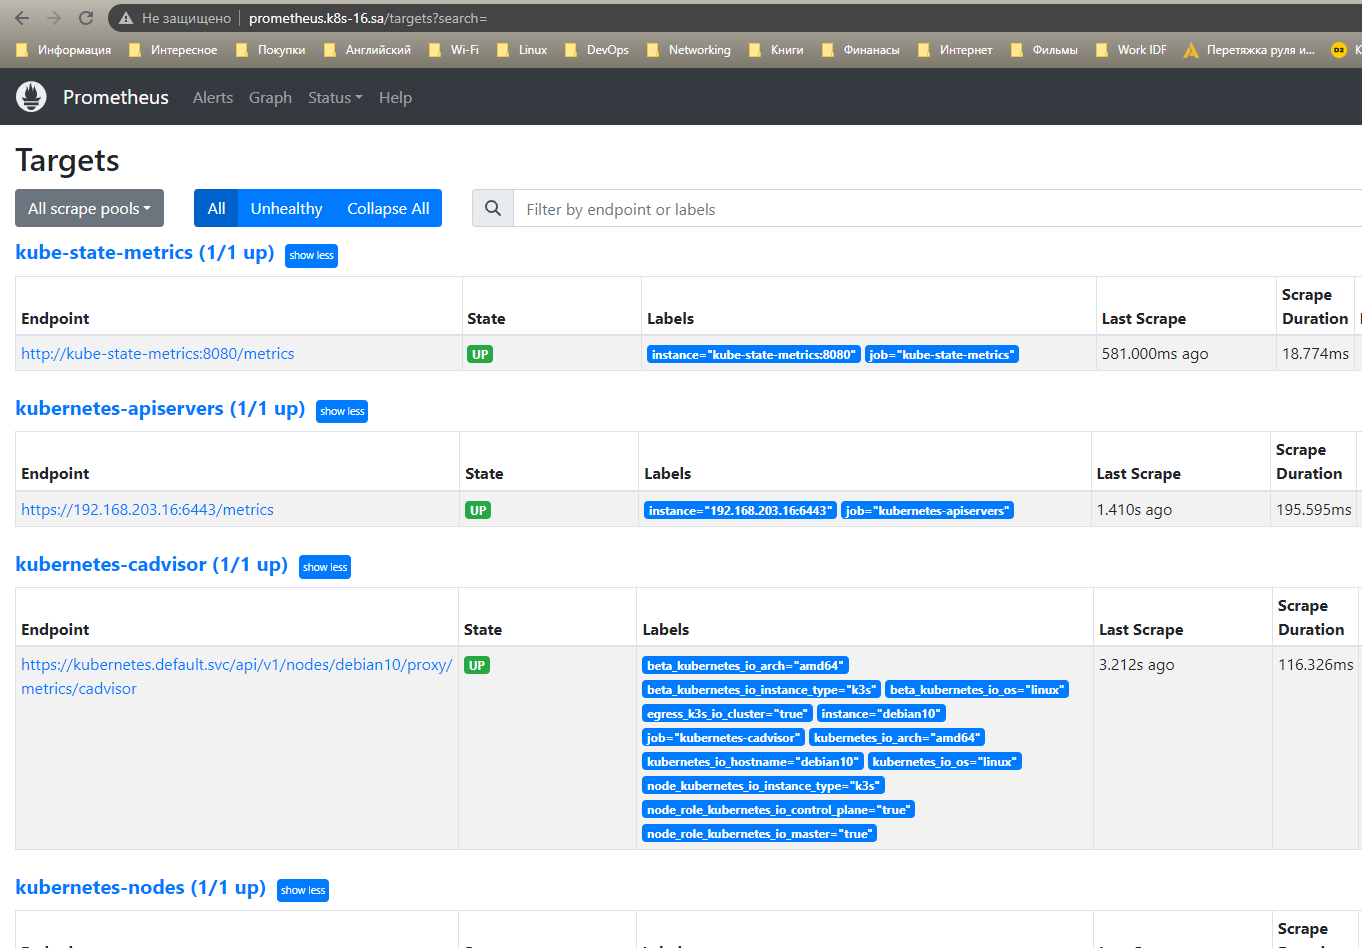 Не защищено | prometheus.k8s-16.sa/targets?search=
Информация Интересное Покупки Английский Wi-Fi Linux DevOps Networking Книги Финанасы Интернет Фильмы Work IDF Перетяжка руля и... D2
Prometheus Alerts Graph Status Help
Targets
All scrape pools All Unhealthy Collapse All Filter by endpoint or labels
kube-state-metrics (1/1 up) show less
Endpoint State Labels Last Scrape Scrape Duration
http://kube-state-metrics:8080/metrics UP instance="kube-state-metrics:8080" job="kube-state-metrics" 581.000ms ago 18.774ms
kubernetes-apiservers (1/1 up) show less
Endpoint State Labels Last Scrape Scrape Duration
https://192.168.203.16:6443/metrics UP instance="192.168.203.16:6443" job="kubernetes-apiservers" 1.410s ago 195.595ms
kubernetes-cadvisor (1/1 up) show less
Endpoint State Labels Last Scrape Scrape Duration
https://kubernetes.default.svc/api/v1/nodes/debian10/proxy/ UP beta_kubernetes_io_arch="amd64" 3.212s ago 116.326ms
metrics/cadvisor beta_kubernetes_io_instance_type="k3s" beta_kubernetes_io_os="linux"
egress_k3s_io_cluster="true" instance="debian10"
job="kubernetes-cadvisor" kubernetes_io_arch="amd64"
kubernetes_io_hostname="debian10" kubernetes_io_os="linux"
node_kubernetes_io_instance_type="k3s"
node_role_kubernetes_io_control_plane="true"
node_role_kubernetes_io_master="true"
kubernetes-nodes (1/1 up) show less
Scrape